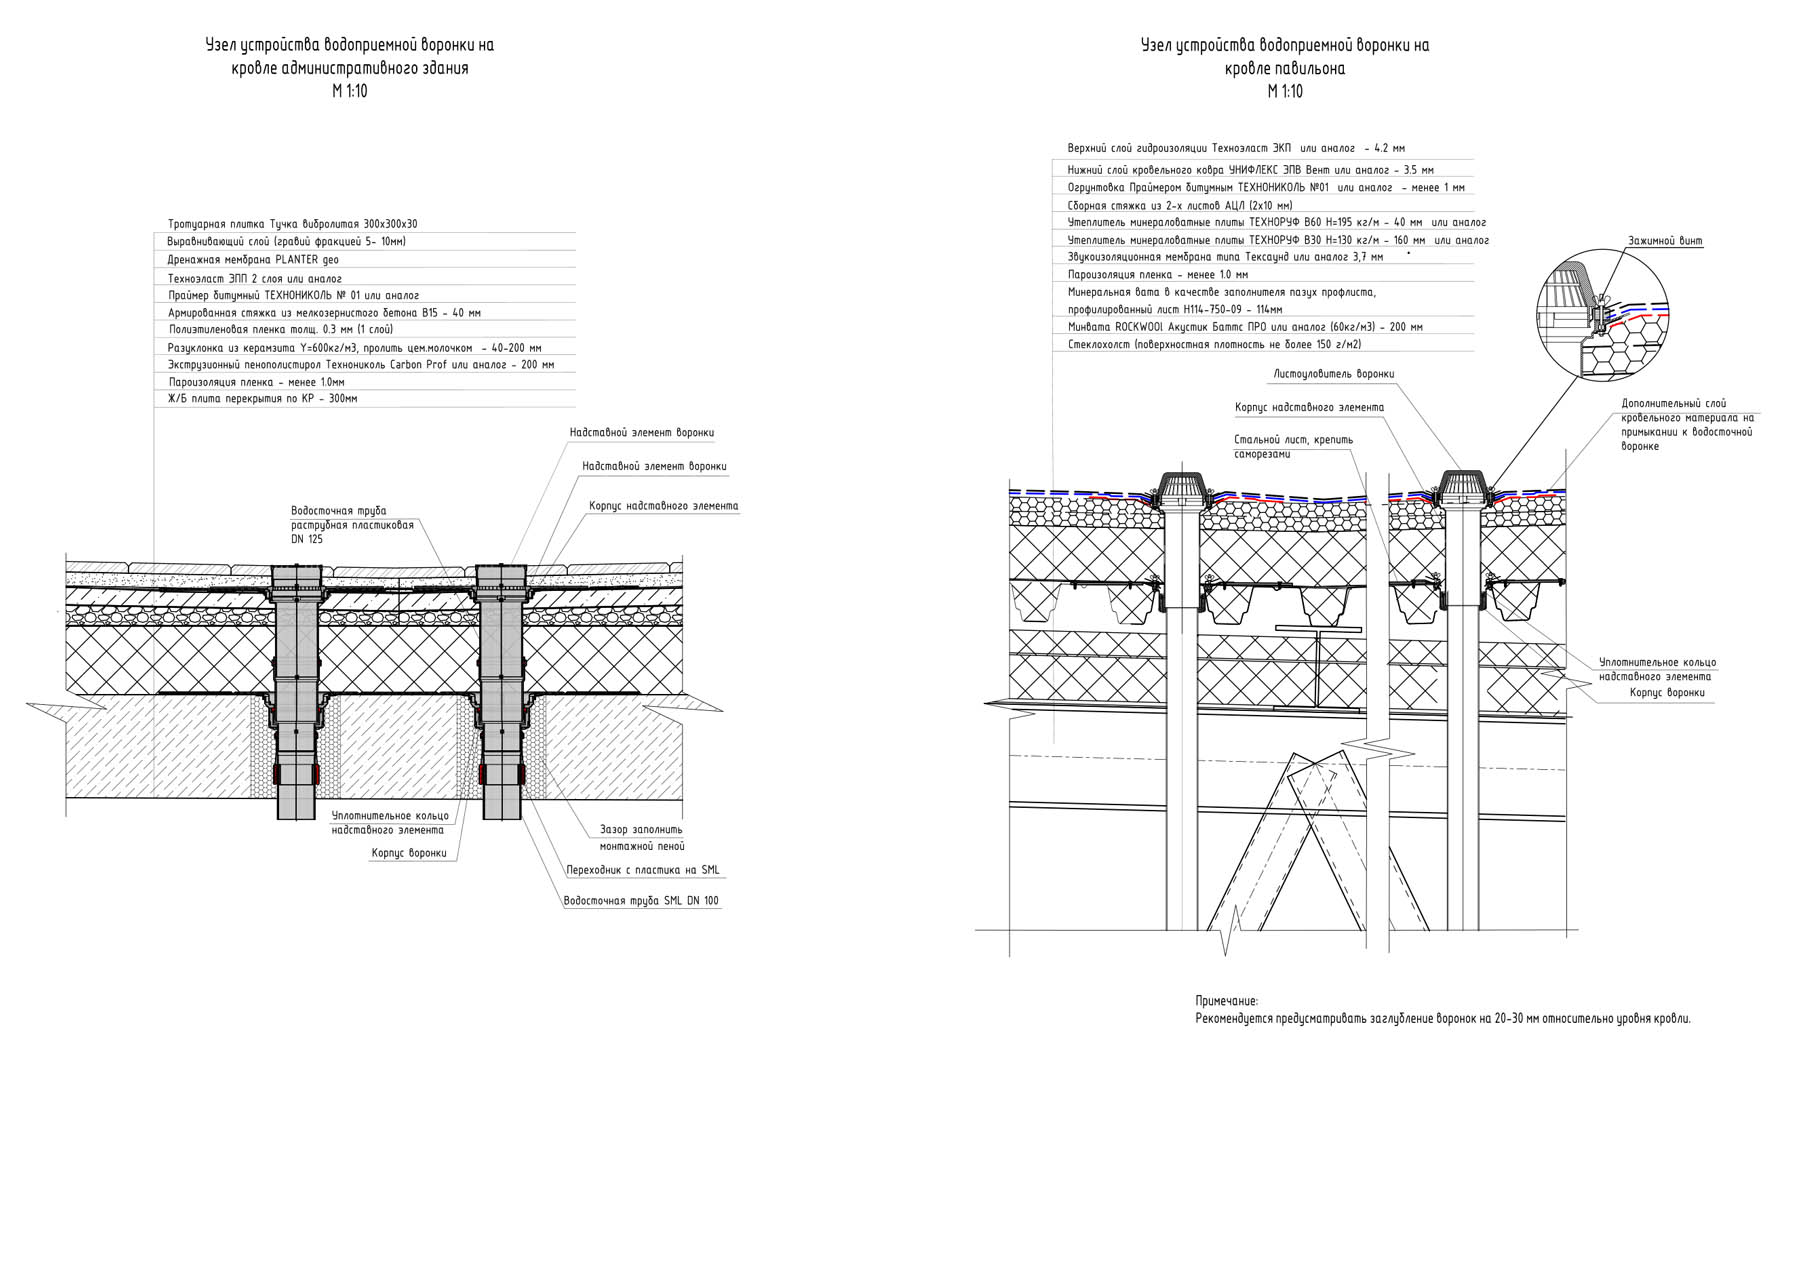 Узел устройства водоприемной воронки на
кровле административного здания
М 1:10
Тротуарная плитка Тучка вибролитая 300х300х30
Выравнивающий слой (гравий фракцией 5- 10мм)
Дренажная мембрана PLANTER geo
Техноэласт ЭПП 2 слоя или аналог
Праймер битумный ТЕХНОНИКОЛЬ № 01 или аналог
Армированная стяжка из мелкозернистого бетона В15 - 40 мм
Полиэтиленовая пленка толщ. 0.3 мм (1 слой)
Разуклонка из керамзита Y=600кг/м3, пролить цем.молочком - 40-200 мм
Экструзионный пенополистирол Технониколь Carbon Prof или аналог - 200 мм
Пароизоляция пленка - менее 1.0мм
Ж/Б плита перекрытия по КР - 300мм
Надставной элемент воронки
Надставной элемент воронки
Корпус надставного элемента
Водосточная труба
раструбная пластиковая
DN 125
Уплотнительное кольцо
надставного элемента
Корпус воронки
Зазор заполнить
монтажной пеной
Переходник с пластика на SML
Водосточная труба SML DN 100
Узел устройства водоприемной воронки на
кровле павильона
М 1:10
Верхний слой гидроизоляции Техноэласт ЭКП или аналог - 4.2 мм
Нижний слой кровельного ковра УНИФЛЕКС ЭПВ Вент или аналог - 3.5 мм
Огрунтовка Праймером битумным ТЕХНОНИКОЛЬ №01 или аналог - менее 1 мм
Сборная стяжка из 2-х листов АЦЛ (2х10 мм)
Утеплитель минераловатные плиты ТЕХНОРУФ В60 Н=195 кг/м - 40 мм или аналог
Утеплитель минераловатные плиты ТЕХНОРУФ В30 Н=130 кг/м - 160 мм или аналог
Звукоизоляционная мембрана типа Тексаунд или аналог 3,7 мм
Пароизоляция пленка - менее 1.0 мм
Минеральная вата в качестве заполнителя пазух профлиста,
профилированный лист Н114-750-09 - 114мм
Минвата ROCKWOOL Акустик Баттс ПРО или аналог (60кг/м3) - 200 мм
Стеклохолст (поверхностная плотность не более 150 г/м2)
Зажимной винт
Листоуловитель воронки
Корпус надставного элемента
Стальной лист, крепить
саморезами
Дополнительный слой
кровельного материала на
примыкании к водосточной
воронке
Уплотнительное кольцо
надставного элемента
Корпус воронки
Примечание:
Рекомендуется предусматривать заглубление воронок на 20-30 мм относительно уровня кровли.